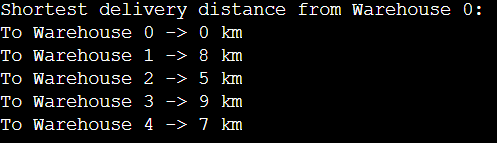 Shortest delivery distance from Warehouse 0:
To Warehouse 0 -> 0 km
To Warehouse 1 -> 8 km
To Warehouse 2 -> 5 km
To Warehouse 3 -> 9 km
To Warehouse 4 -> 7 km